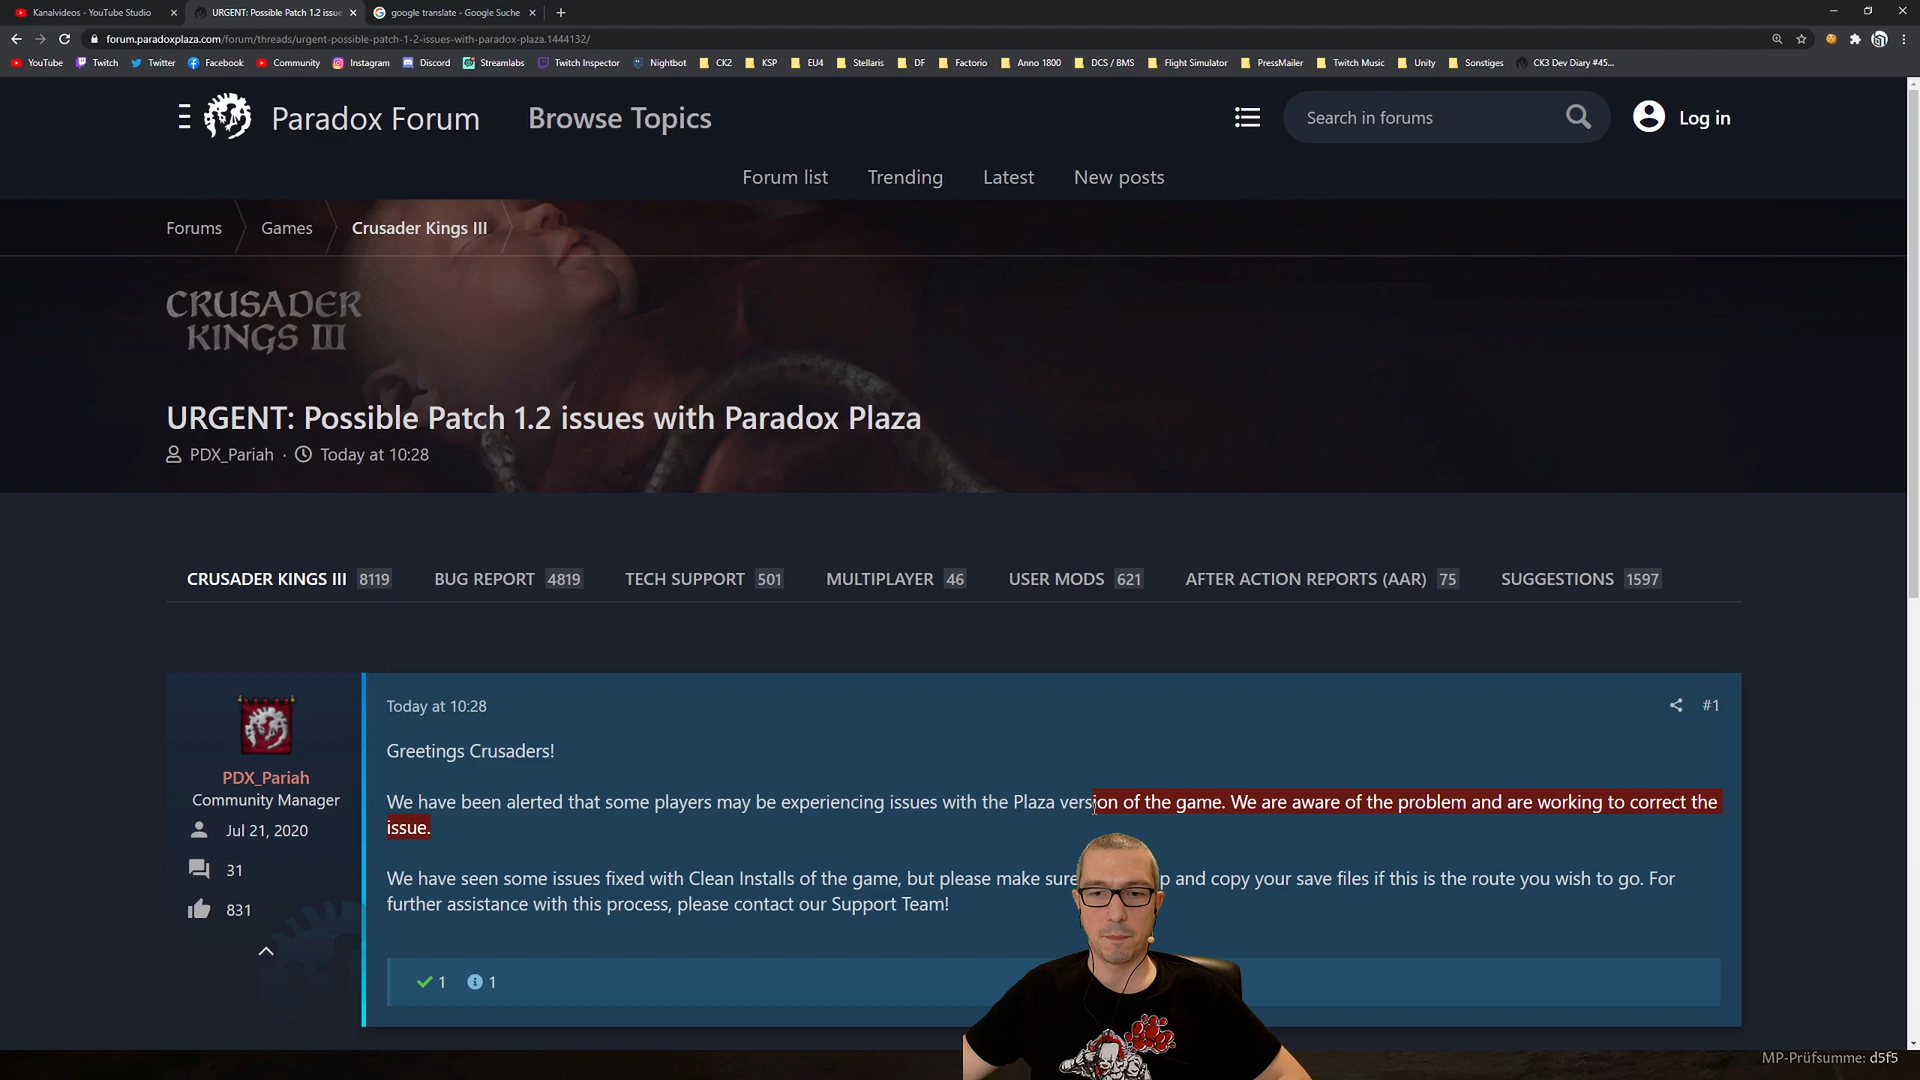 Kanalvideos - YouTube Studio
URGENT: Possible Patch 1.2 issue
google translate - Google Suche
forum.paradoxplaza.com/forum/threads/urgent-possible-patch-1-2-issues-with-paradox-plaza.1444132/
YouTube Twitch Twitter Facebook Community Instagram Discord Streamlabs Twitch Inspector Nightbot CK2 KSP EU4 Stellaris DF Factorio Anno 1800 DCS / BMS Flight Simulator PressMailer Twitch Music Unity Sonstiges CK3 Dev Diary #45...
Paradox Forum Browse Topics
Search in forums
Log in
Forum list Trending Latest New posts
Forums Games Crusader Kings III
CRUSADER
KINGS III
URGENT: Possible Patch 1.2 issues with Paradox Plaza
PDX_Pariah · Today at 10:28
CRUSADER KINGS III 8119 BUG REPORT 4819 TECH SUPPORT 501 MULTIPLAYER 46 USER MODS 621 AFTER ACTION REPORTS (AAR) 75 SUGGESTIONS 1597
PDX_Pariah
Community Manager
Jul 21, 2020
31
831
Today at 10:28 #1
Greetings Crusaders!
We have been alerted that some players may be experiencing issues with the Plaza version of the game. We are aware of the problem and are working to correct the
issue.
We have seen some issues fixed with Clean Installs of the game, but please make sure p and copy your save files if this is the route you wish to go. For
further assistance with this process, please contact our Support Team!
1 1
MP-Prüfsumme: d5f5